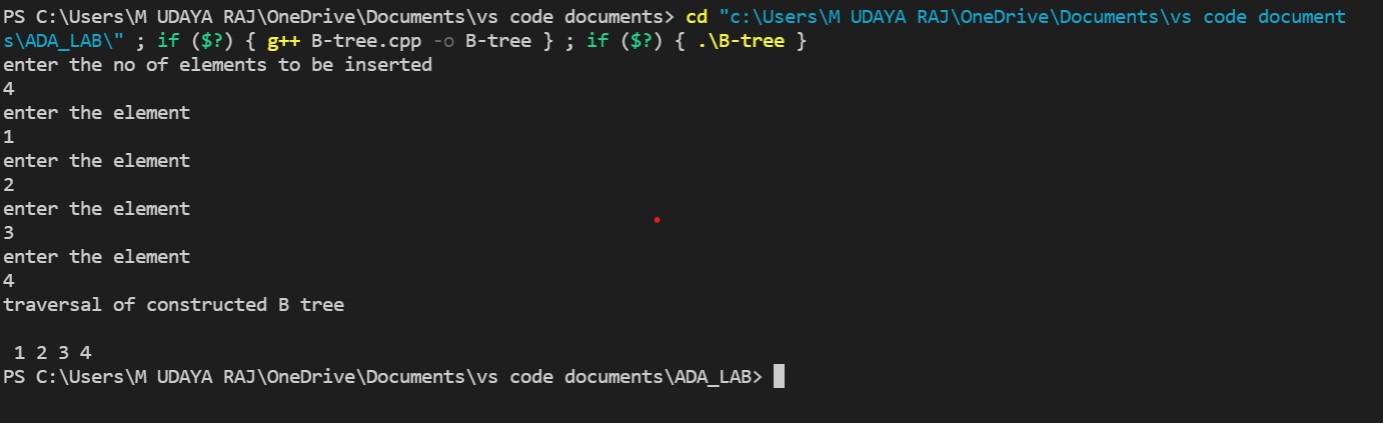 PS C:\Users\M UDAYA RAJ\OneDrive\Documents\vs code documents> cd "c:\Users\M UDAYA RAJ\OneDrive\Documents\vs code document
s\ADA_LAB\" ; if ($?) { g++ B-tree.cpp -o B-tree } ; if ($?) { .\B-tree }
enter the no of elements to be inserted
4
enter the element
1
enter the element
2
enter the element
3
enter the element
4
traversal of constructed B tree
1 2 3 4
PS C:\Users\M UDAYA RAJ\OneDrive\Documents\vs code documents\ADA_LAB>